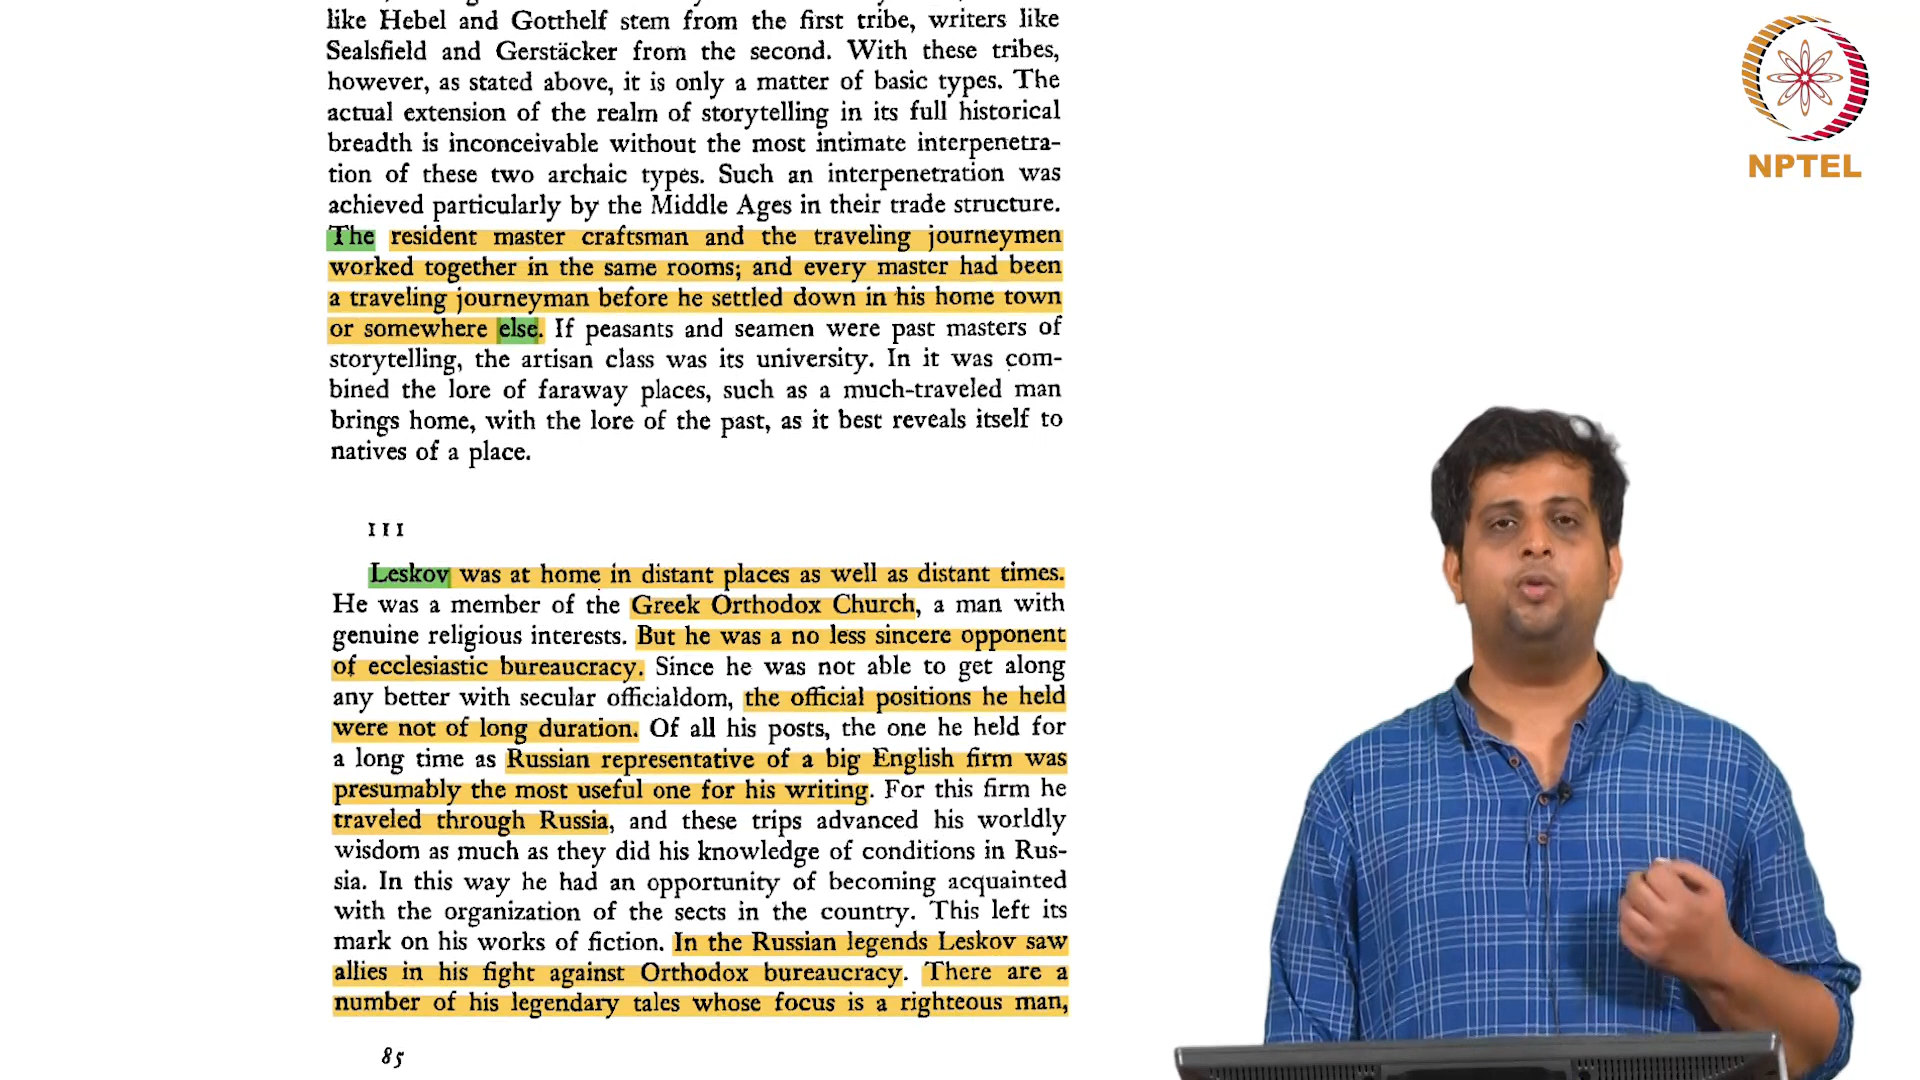 like Hebel and Gotthelf stem from the first tribe, writers like
Sealsfield and Gerstäcker from the second. With these tribes,
however, as stated above, it is only a matter of basic types. The
actual extension of the realm of storytelling in its full historical
breadth is inconceivable without the most intimate interpenetra-
tion of these two archaic types. Such an interpenetration was
achieved particularly by the Middle Ages in their trade structure.
The resident master craftsman and the traveling journeymen
worked together in the same rooms; and every master had been
a traveling journeyman before he settled down in his home town
or somewhere else. If peasants and seamen were past masters of
storytelling, the artisan class was its university. In it was com-
bined the lore of faraway places, such as a much-traveled man
brings home, with the lore of the past, as it best reveals itself to
natives of a place.
III
Leskov was at home in distant places as well as distant times.
He was a member of the Greek Orthodox Church, a man with
genuine religious interests. But he was a no less sincere opponent
of ecclesiastic bureaucracy. Since he was not able to get along
any better with secular officialdom, the official positions he held
were not of long duration. Of all his posts, the one he held for
a long time as Russian representative of a big English firm was
presumably the most useful one for his writing. For this firm he
traveled through Russia, and these trips advanced his worldly
wisdom as much as they did his knowledge of conditions in Rus-
sia. In this way he had an opportunity of becoming acquainted
with the organization of the sects in the country. This left its
mark on his works of fiction. In the Russian legends Leskov saw
allies in his fight against Orthodox bureaucracy. There are a
number of his legendary tales whose focus is a righteous man,
85
NPTEL